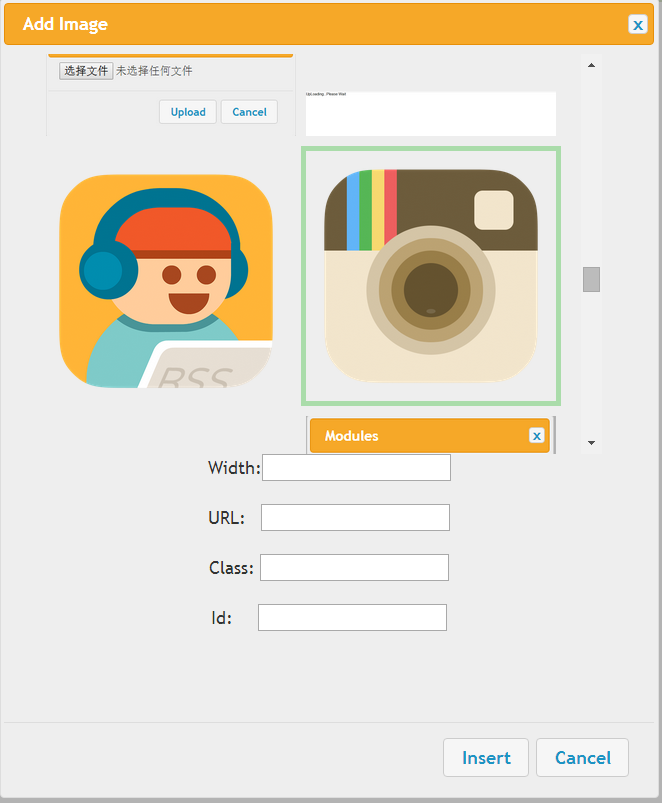 Add Image x
选择文件 未选择任何文件
Upload Cancel
UpLoading , Please Wait
RSS
Modules x
Width:
URL:
Class:
Id:
Insert Cancel